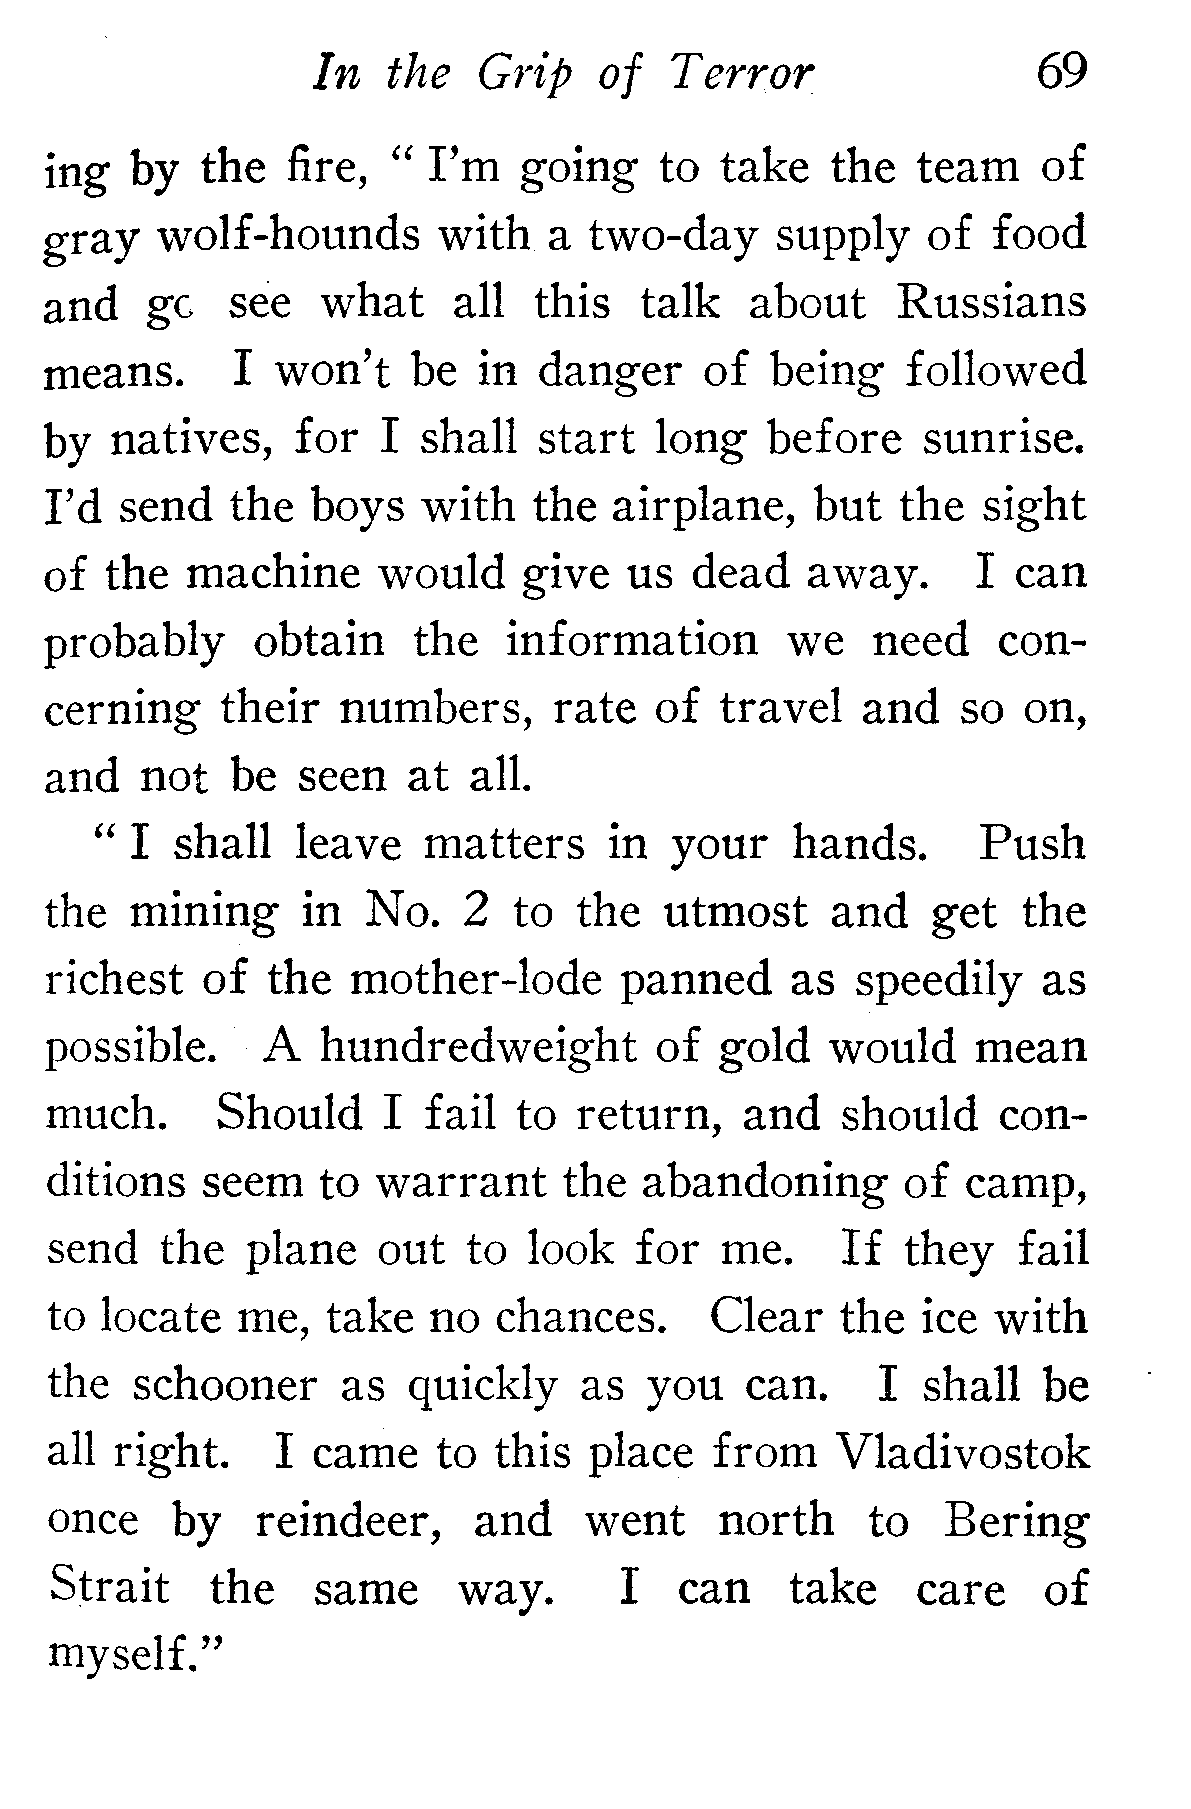 In the Grip of Terror 69
ing by the fire, “ I’m going to take the team of
gray wolf-hounds with a two-day supply of food
and go see what all this talk about Russians
means. I won’t be in danger of being followed
by natives, for I shall start long before sunrise.
I’d send the boys with the airplane, but the sight
of the machine would give us dead away. I can
probably obtain the information we need con-
cerning their numbers, rate of travel and so on,
and not be seen at all.
“ I shall leave matters in your hands. Push
the mining in No. 2 to the utmost and get the
richest of the mother-lode panned as speedily as
possible. A hundredweight of gold would mean
much. Should I fail to return, and should con-
ditions seem to warrant the abandoning of camp,
send the plane out to look for me. If they fail
to locate me, take no chances. Clear the ice with
the schooner as quickly as you can. I shall be
all right. I came to this place from Vladivostok
once by reindeer, and went north to Bering
Strait the same way. I can take care of
myself.”